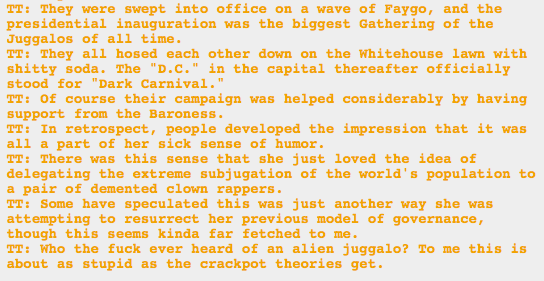 TT: They were swept into office on a wave of Faygo, and the
presidential inauguration was the biggest Gathering of the
Juggalos of all time.
TT: They all hosed each other down on the Whitehouse lawn with
shitty soda. The "D.C." in the capital thereafter officially
stood for "Dark Carnival."
TT: Of course their campaign was helped considerably by having
support from the Baroness.
TT: In retrospect, people developed the impression that it was
all a part of her sick sense of humor.
TT: There was this sense that she just loved the idea of
delegating the extreme subjugation of the world's population to
a pair of demented clown rappers.
TT: Some have speculated this was just another way she was
attempting to resurrect her previous model of governance,
though this seems kinda far fetched to me.
TT: Who the fuck ever heard of an alien juggalo? To me this is
about as stupid as the crackpot theories get.